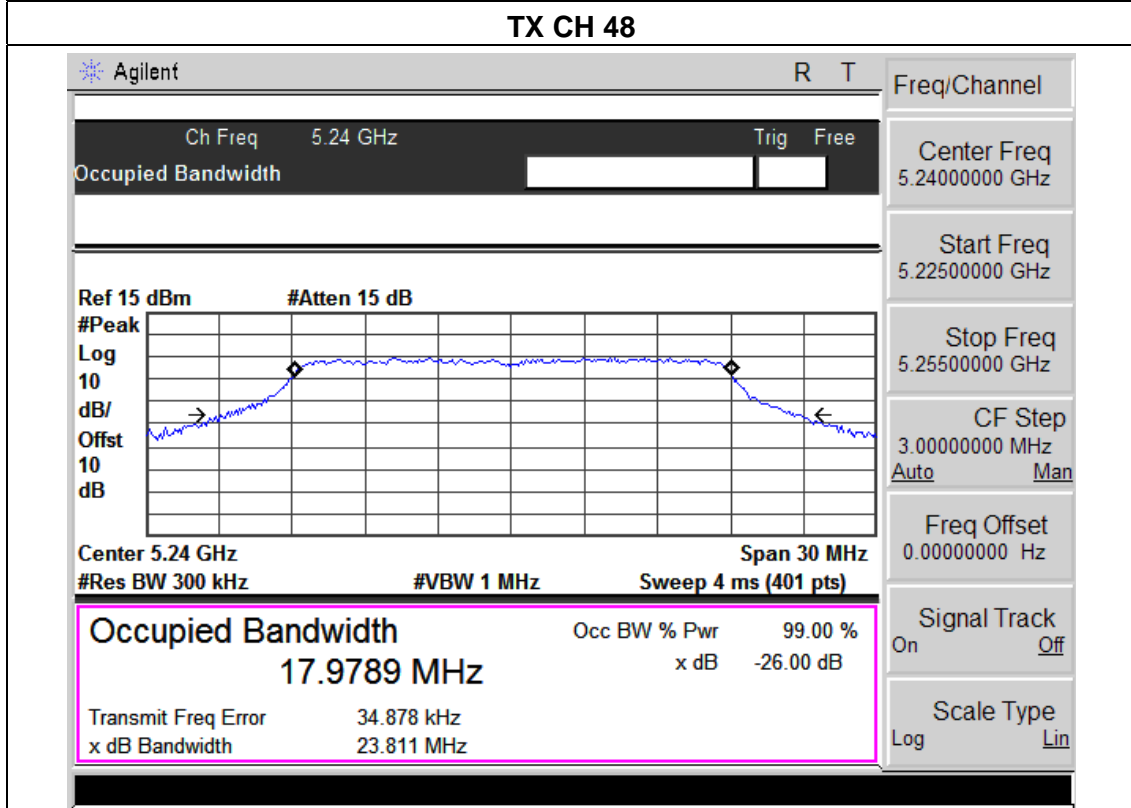 TX CH 48
Agilent R T
Freq/Channel
Ch Freq 5.24 GHz Trig Free
Occupied Bandwidth
Center Freq
5.24000000 GHz
Start Freq
5.22500000 GHz
Stop Freq
5.25500000 GHz
CF Step
3.00000000 MHz
Auto Man
Freq Offset
0.00000000 Hz
Signal Track
On Off
Scale Type
Log Lin
Ref 15 dBm #Atten 15 dB
#Peak
Log
10
dB/
Offst
10
dB
Center 5.24 GHz Span 30 MHz
#Res BW 300 kHz #VBW 1 MHz Sweep 4 ms (401 pts)
Occupied Bandwidth Occ BW % Pwr 99.00 %
17.9789 MHz x dB -26.00 dB
Transmit Freq Error 34.878 kHz
x dB Bandwidth 23.811 MHz